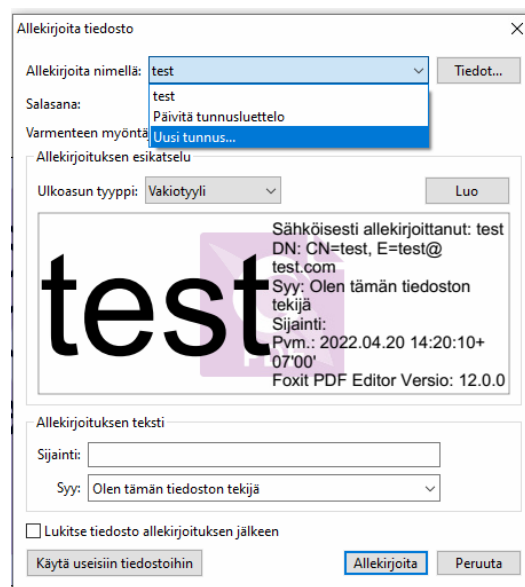 Allekirjoita tiedosto
Allekirjoita nimellä: test Tiedot...
Salasana:
test
Päivitä tunnusluettelo
Varmenteen myöntä
Uusi tunnus...
Allekirjoituksen esikatselu
Ulkoasun tyyppi: Vakiotyyli Luo
test
Sähköisesti allekirjoittanut: test
DN: CN=test, E=test@
test.com
Syy: Olen tämän tiedoston
tekijä
Sijainti:
Pvm.: 2022.04.20 14:20:10+
07'00'
Foxit PDF Editor Versio: 12.0.0
PDF
Allekirjoituksen teksti
Sijainti:
Syy: Olen tämän tiedoston tekijä
Lukitse tiedosto allekirjoituksen jälkeen
Käytä useisiin tiedostoihin Allekirjoita Peruuta